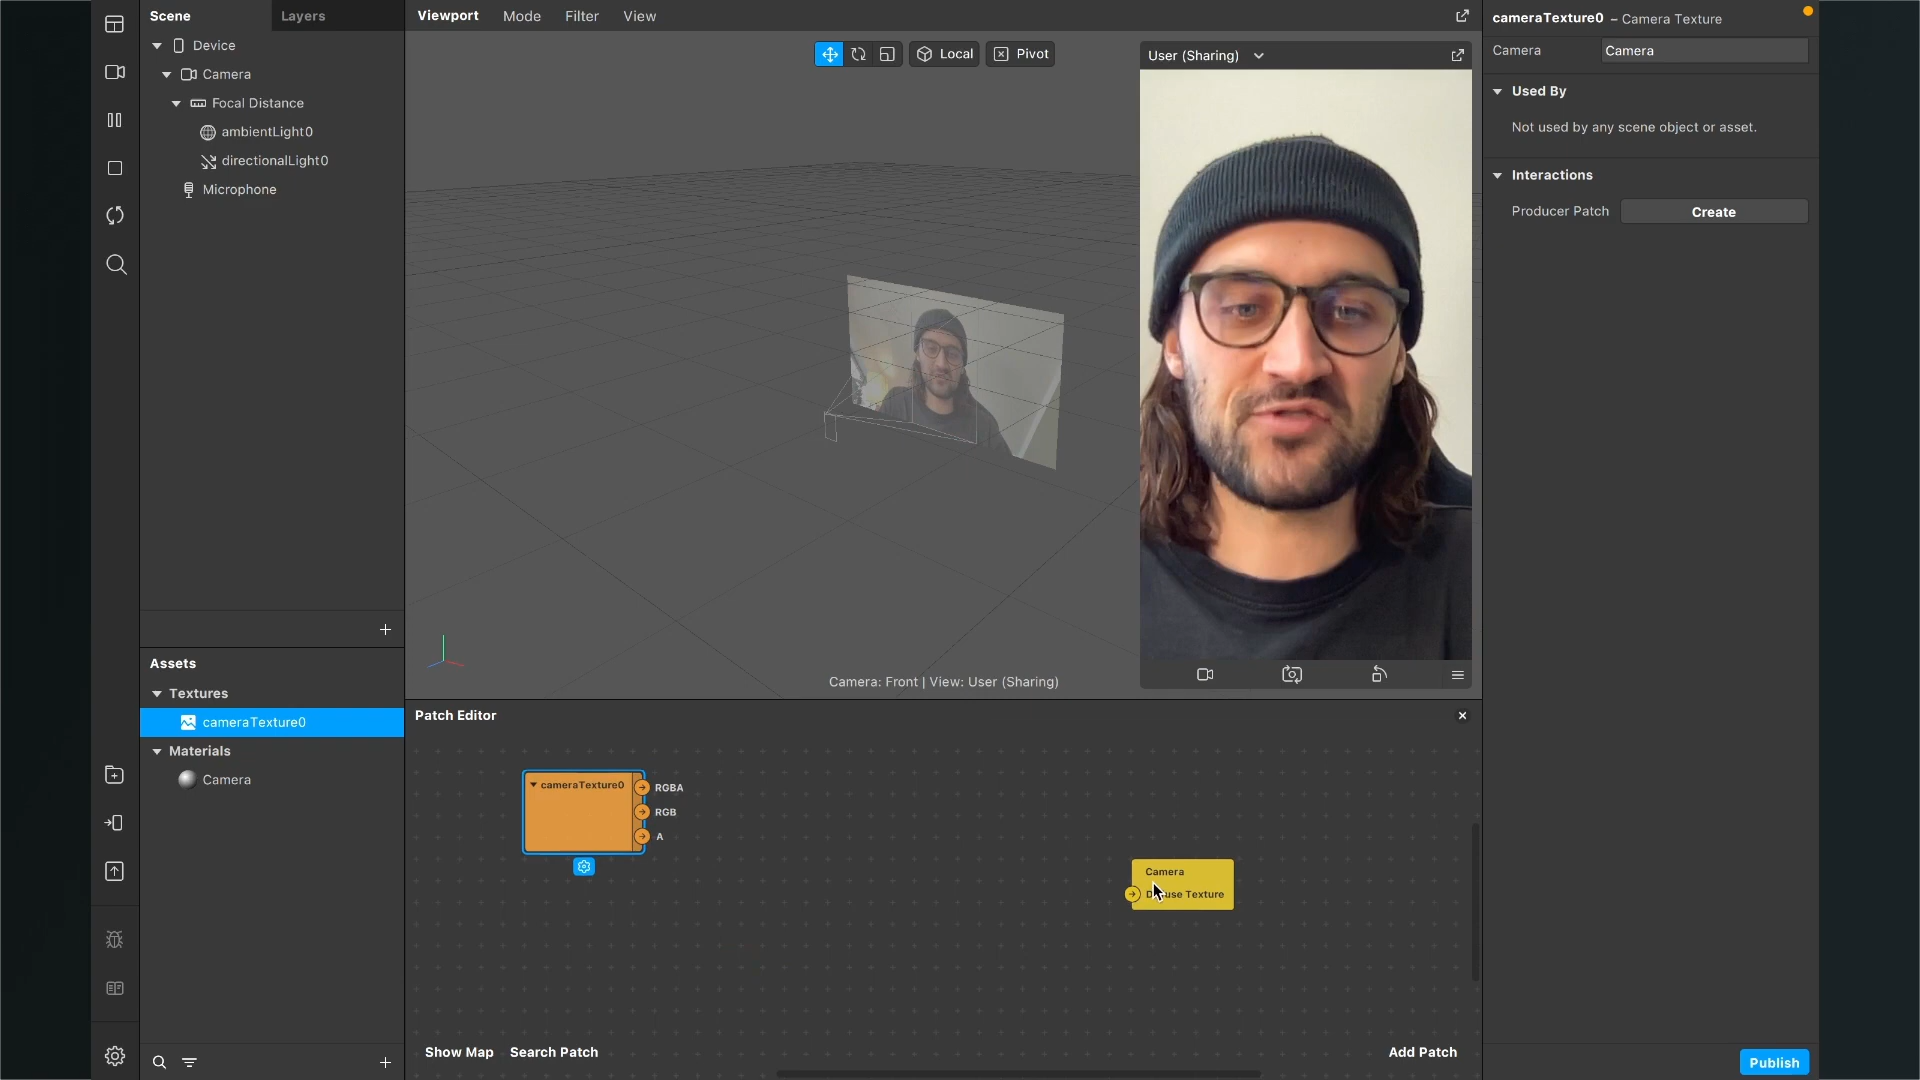 Scene
Layers
Viewport
Mode
Filter
View
cameraTexture0 – Camera Texture
Device
Camera
Focal Distance
ambientLight0
directionalLight0
Microphone
Local
Pivot
User (Sharing)
Camera
Camera
Used By
Not used by any scene object or asset.
Interactions
Producer Patch
Create
Camera: Front | View: User (Sharing)
Assets
Textures
cameraTexture0
Materials
Camera
Patch Editor
cameraTexture0
RGBA
RGB
A
Camera
Texture
Show Map
Search Patch
Add Patch
Publish